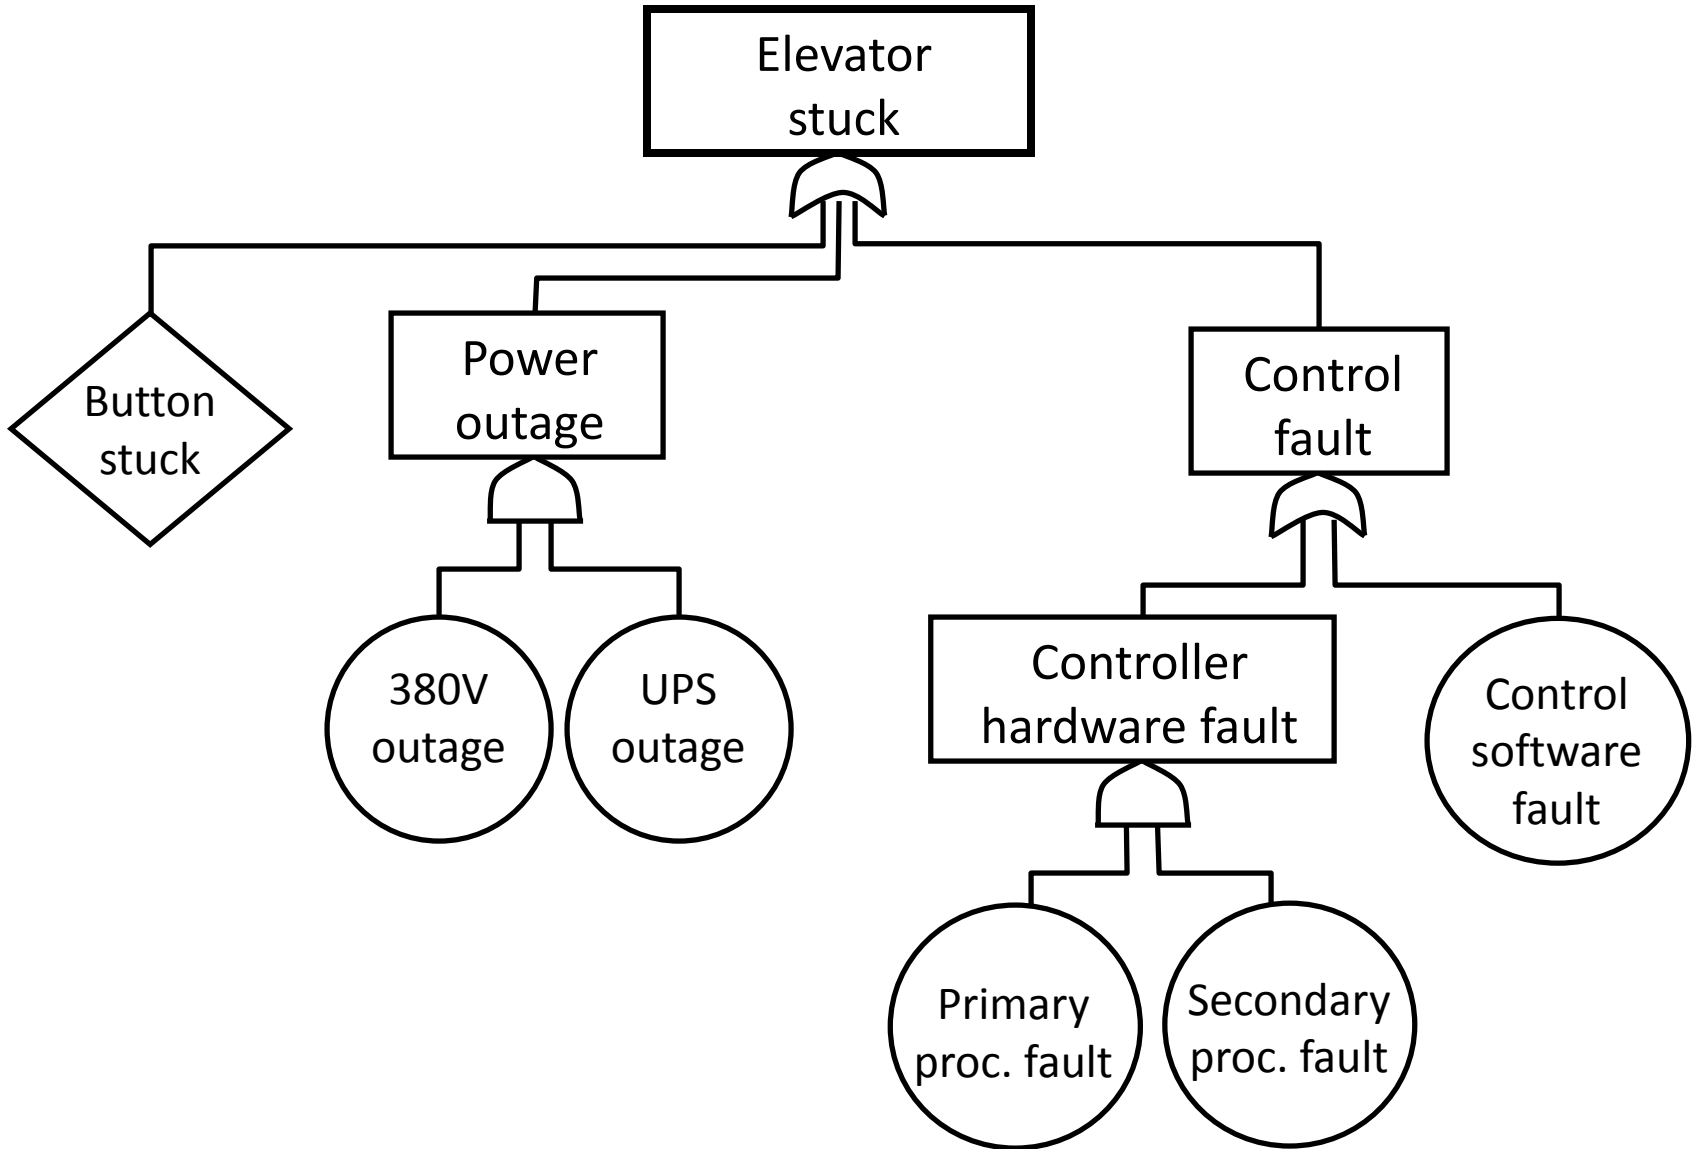 Elevator
stuck
Button
stuck
Power
outage
Control
fault
380V
outage
UPS
outage
Controller
hardware fault
Control
software
fault
Primary
proc. fault
Secondary
proc. fault